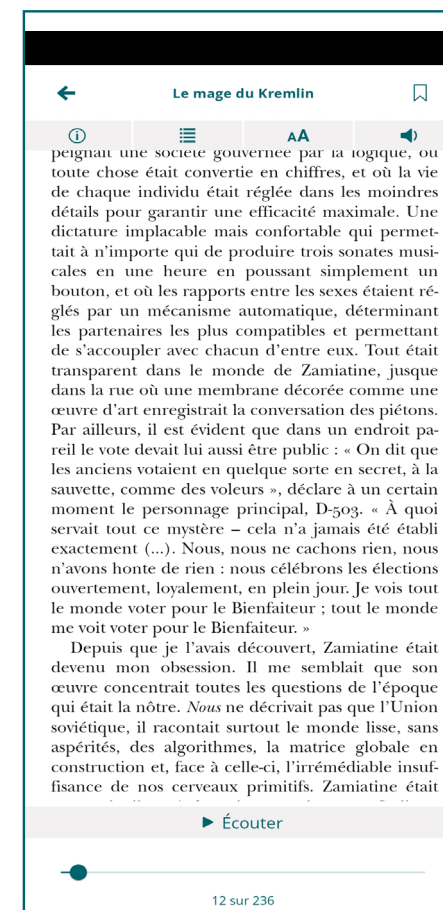 Le mage du Kremlin
AA
peignait une société gouvernée par la logique, où
toute chose était convertie en chiffres, et où la vie
de chaque individu était réglée dans les moindres
détails pour garantir une efficacité maximale. Une
dictature implacable mais confortable qui permet-
tait à n’importe qui de produire trois sonates musi-
cales en une heure en poussant simplement un
bouton, et où les rapports entre les sexes étaient ré-
glés par un mécanisme automatique, déterminant
les partenaires les plus compatibles et permettant
de s’accoupler avec chacun d’entre eux. Tout était
transparent dans le monde de Zamiatine, jusque
dans la rue où une membrane décorée comme une
œuvre d’art enregistrait la conversation des piétons.
Par ailleurs, il est évident que dans un endroit pa-
reil le vote devait lui aussi être public : « On dit que
les anciens votaient en quelque sorte en secret, à la
sauvette, comme des voleurs », déclare à un certain
moment le personnage principal, D-503. « À quoi
servait tout ce mystère – cela n’a jamais été établi
exactement (...). Nous, nous ne cachons rien, nous
n’avons honte de rien : nous célébrons les élections
ouvertement, loyalement, en plein jour. Je vois tout
le monde voter pour le Bienfaiteur ; tout le monde
me voit voter pour le Bienfaiteur. »
Depuis que je l’avais découvert, Zamiatine était
devenu mon obsession. Il me semblait que son
œuvre concentrait toutes les questions de l’époque
qui était la nôtre. Nous ne décrivait pas que l’Union
soviétique, il racontait surtout le monde lisse, sans
aspérités, des algorithmes, la matrice globale en
construction et, face à celle-ci, l’irrémédiable insuf-
fisance de nos cerveaux primitifs. Zamiatine était
Écouter
12 sur 236